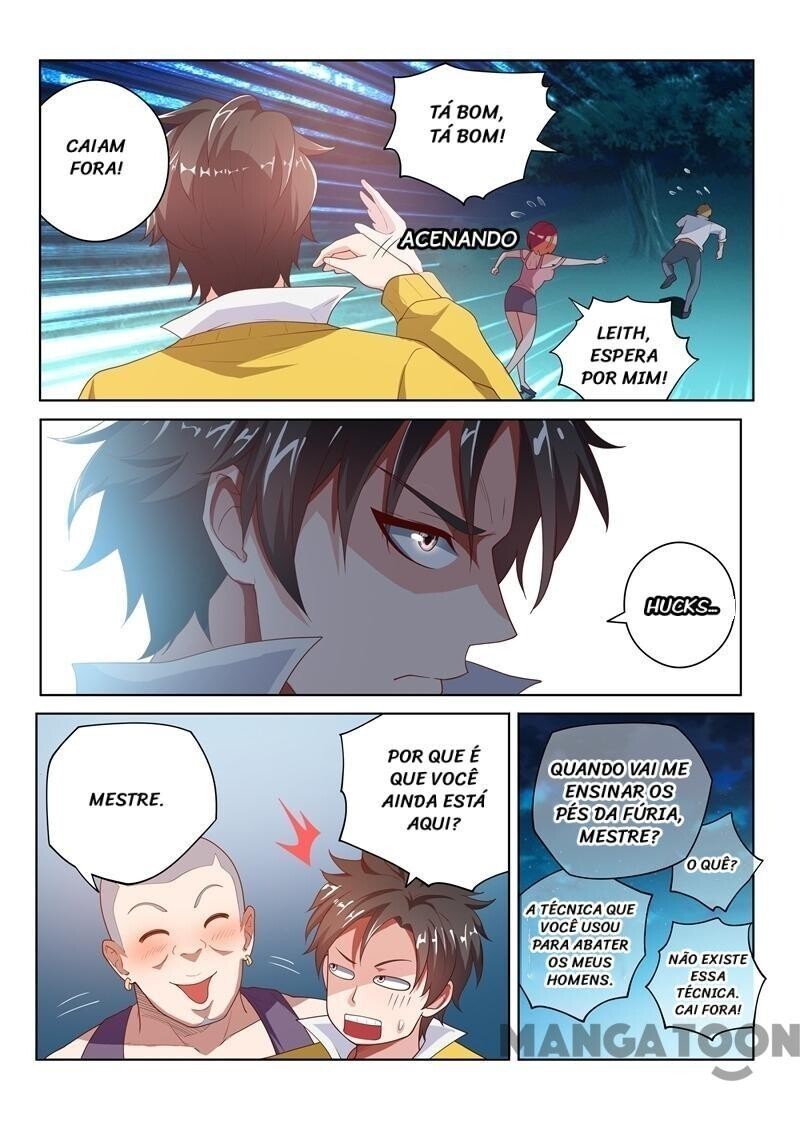 CAIAM
FORA!
TÁ BOM,
TÁ BOM!
ACENANDO
LEITH,
ESPERA
POR MIM!
HUCKS...
MESTRE.
POR QUE É
QUE VOCÊ
AINDA ESTÁ
AQUI?
QUANDO VAI ME
ENSINAR OS
PÉS DA FÚRIA,
MESTRE?
O QUÊ?
A TÉCNICA QUE
VOCÊ USOU
PARA ABATER
OS MEUS
HOMENS.
NÃO EXISTE
ESSA
TÉCNICA.
CAI FORA!
MANGATOON